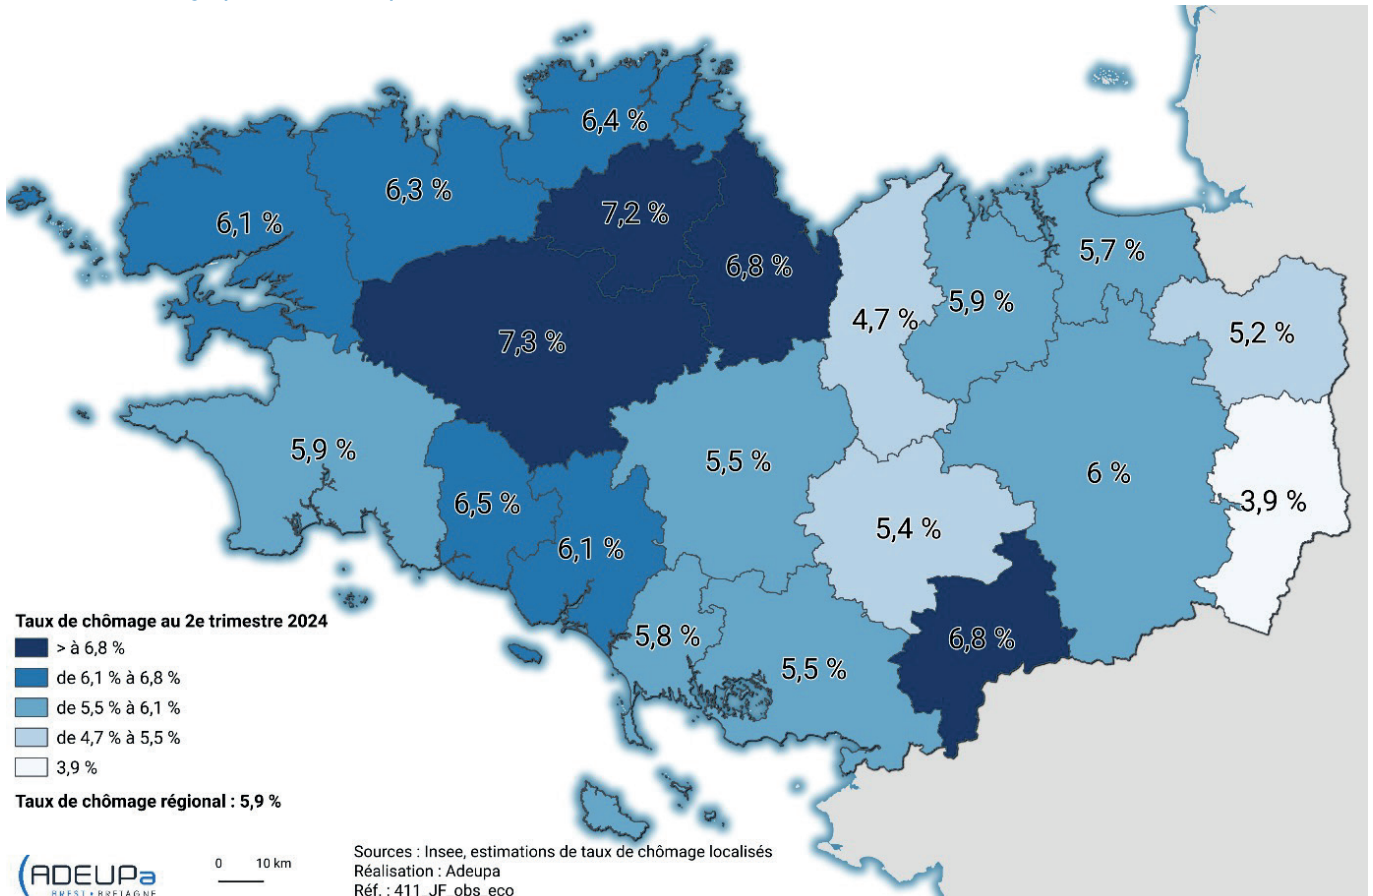 6,4 %
6,3 %
7,2 %
6,1 %
6,8 %
5,7 %
5,9 %
4,7 %
5,2 %
7,3 %
5,9 %
5,5 %
6 %
6,5 %
3,9 %
5,4 %
6,1 %
5,8 %
6,8 %
5,5 %
Taux de chômage au 2e trimestre 2024
> à 6,8 %
de 6,1 % à 6,8 %
de 5,5 % à 6,1 %
de 4,7 % à 5,5 %
3,9 %
Taux de chômage régional : 5,9 %
ADEUPa
BREST • BRETAGNE
0 10 km
Sources : Insee, estimations de taux de chômage localisés
Réalisation : Adeupa
Réf. : 411_JF_obs_eco